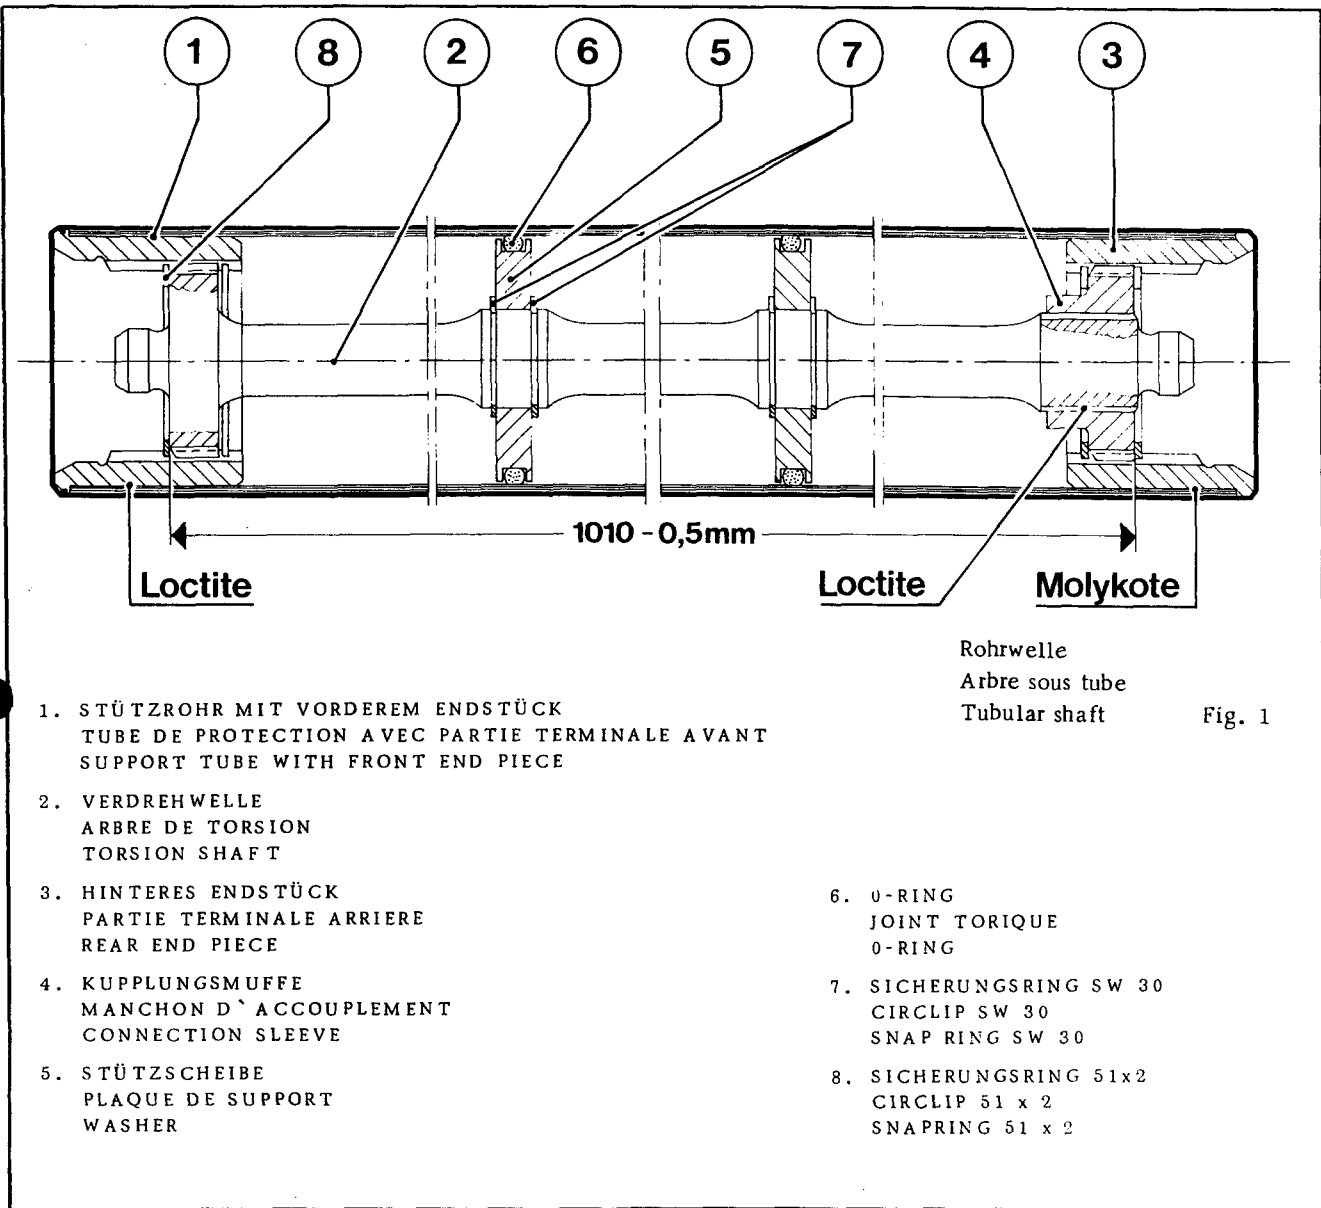 1 8 2 6 5 7 4 3
1010 - 0,5mm
Loctite Loctite Molykote
Rohrwelle
Arbre sous tube
Tubular shaft Fig. 1
1. STÜTZROHR MIT VORDEREM ENDSTÜCK
TUBE DE PROTECTION AVEC PARTIE TERMINALE AVANT
SUPPORT TUBE WITH FRONT END PIECE
2. VERDREHWELLE
ARBRE DE TORSION
TORSION SHAFT
3. HINTERES ENDSTÜCK
PARTIE TERMINALE ARRIERE
REAR END PIECE
4. KUPPLUNGSMUFFE
MANCHON D`ACCOUPLEMENT
CONNECTION SLEEVE
5. STÜTZSCHEIBE
PLAQUE DE SUPPORT
WASHER
6. 0-RING
JOINT TORIQUE
0-RING
7. SICHERUNGSRING SW 30
CIRCLIP SW 30
SNAP RING SW 30
8. SICHERUNGSRING 51x2
CIRCLIP 51 x 2
SNAPRING 51 x 2